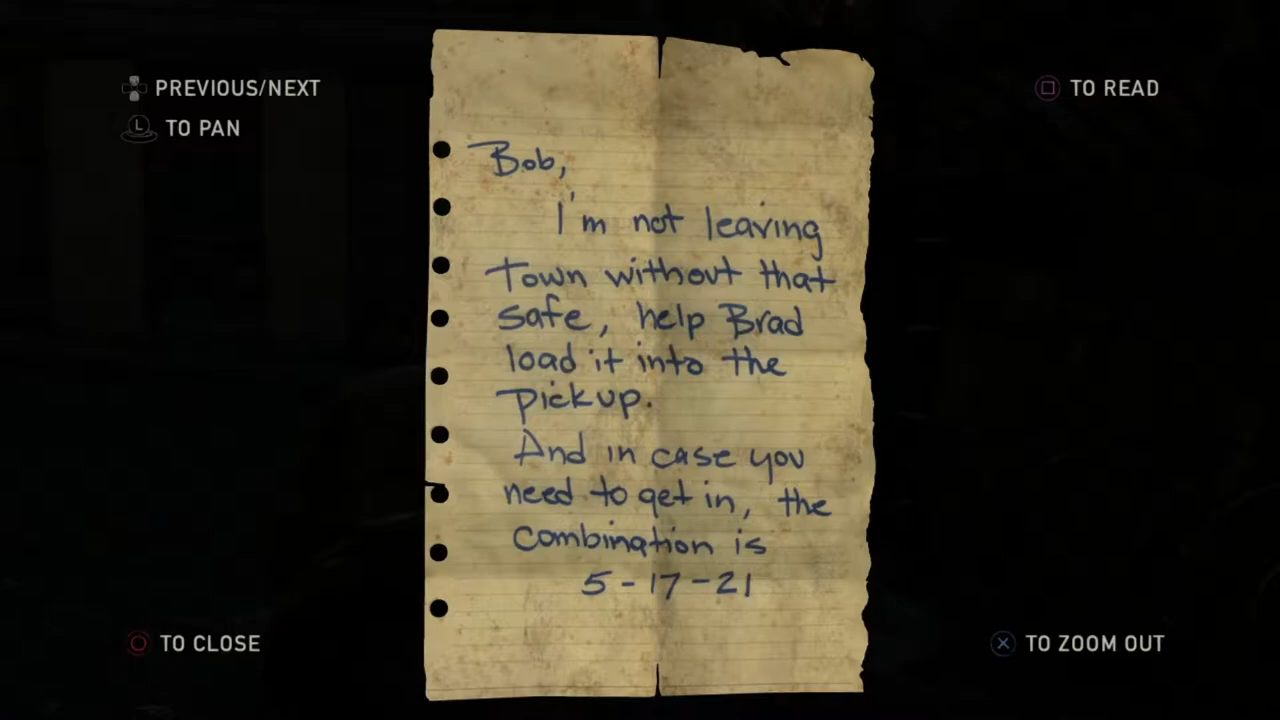 PREVIOUS/NEXT
L TO PAN
TO READ
Bob,
I'm not leaving
Town without that
safe, help Brad
load it into the
pickup.
And in case you
need to get in, the
combination is
5-17-21
TO CLOSE
TO ZOOM OUT